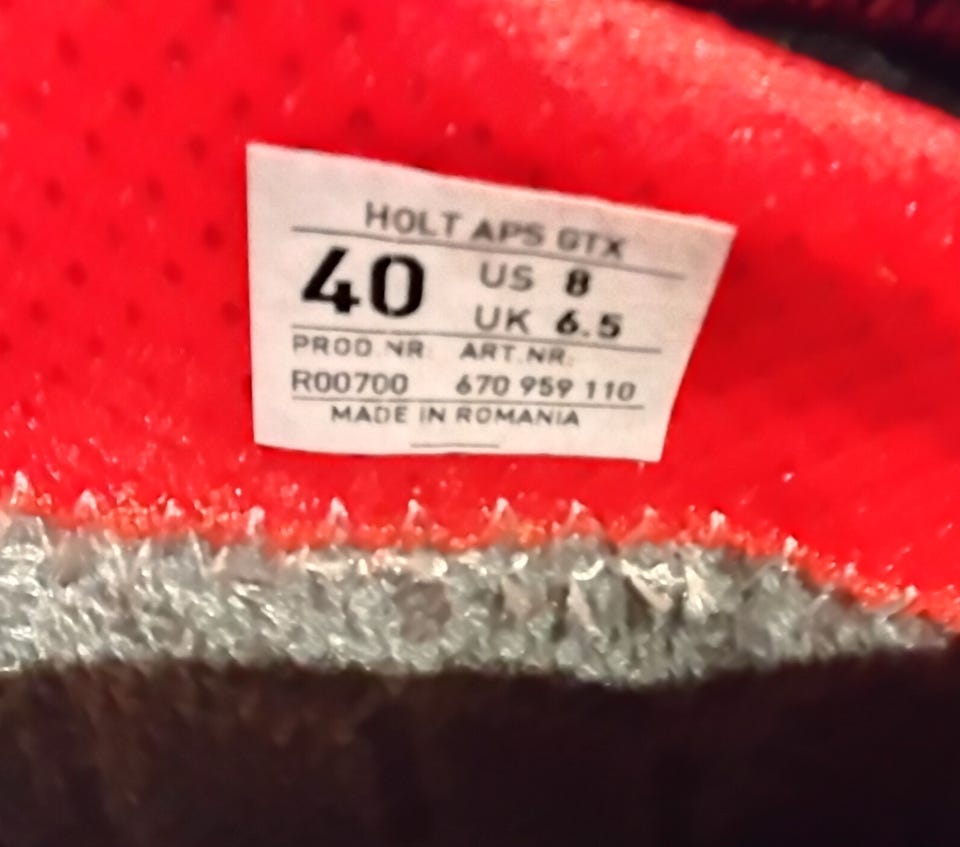 HOLT APS GTX
40 US 8
UK 6.5
PROD.NR. ART.NR.
R00700 670 959 110
MADE IN ROMANIA